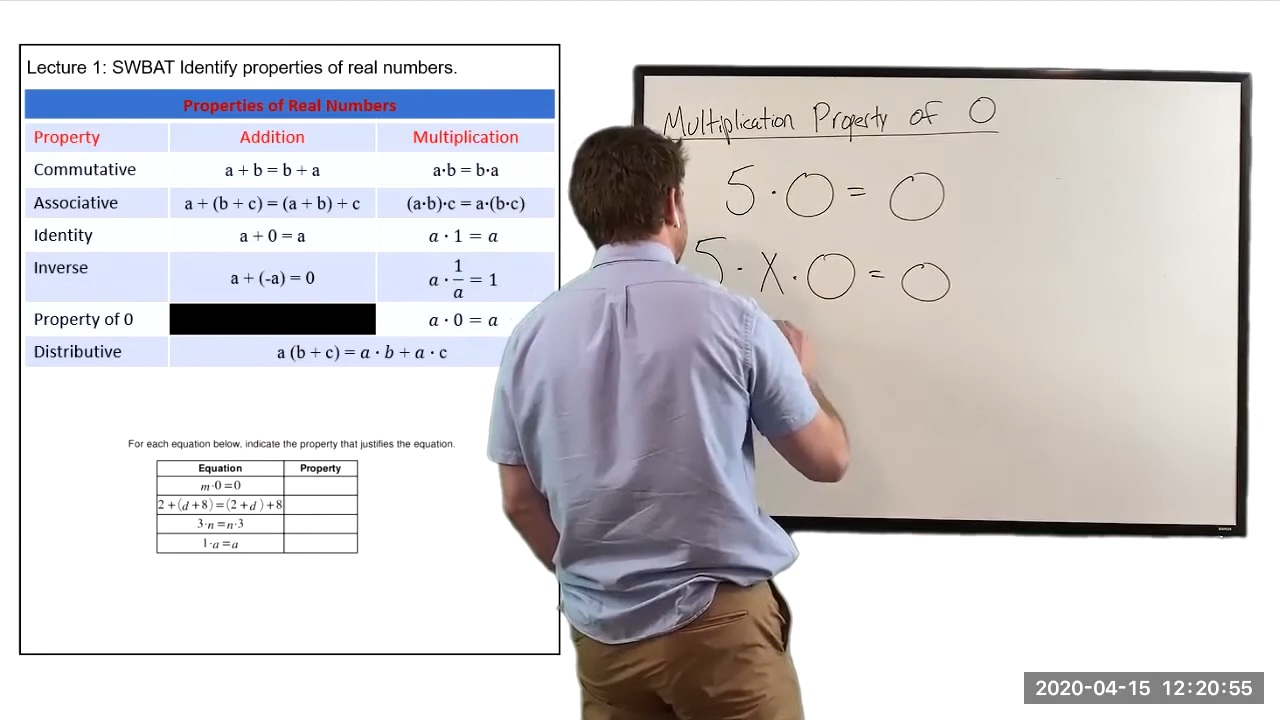 Lecture 1: SWBAT Identify properties of real numbers.
Properties of Real Numbers
Property Addition Multiplication
Commutative a + b = b + a a·b = b·a
Associative a + (b + c) = (a + b) + c (a·b)·c = a·(b·c)
Identity a + 0 = a a · 1 = a
Inverse a + (-a) = 0 a · 1/a = 1
Property of 0 a · 0 = a
Distributive a (b + c) = a · b + a · c
For each equation below, indicate the property that justifies the equation.
Equation Property
m·0=0
2+(d+8)=(2+d)+8
3·n=n·3
1·a=a
Multiplication Property of 0
5 · 0 = 0
5 · x · 0 = 0
2020-04-15 12:20:55